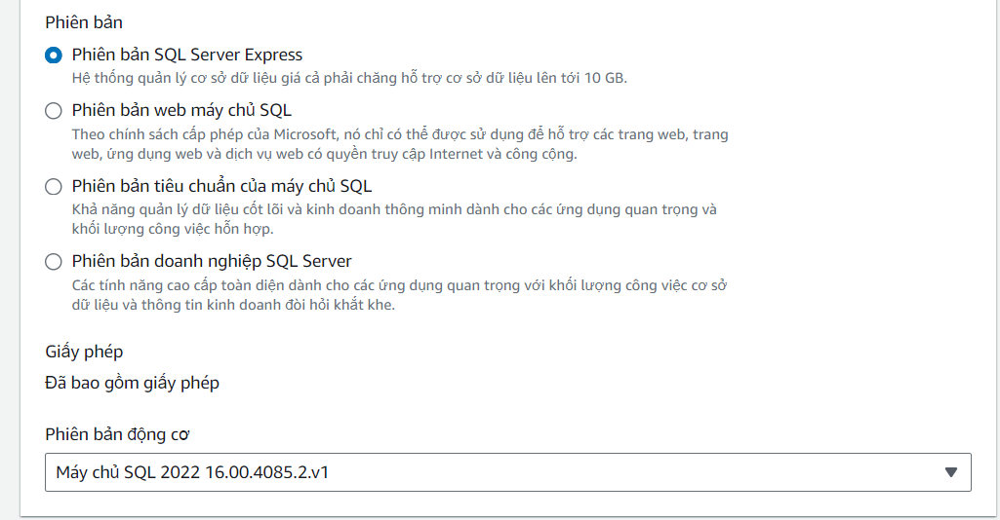 Phiên bản
Phiên bản SQL Server Express
Hệ thống quản lý cơ sở dữ liệu giá cả phải chăng hỗ trợ cơ sở dữ liệu lên tới 10 GB.
Phiên bản web máy chủ SQL
Theo chính sách cấp phép của Microsoft, nó chỉ có thể được sử dụng để hỗ trợ các trang web, trang
web, ứng dụng web và dịch vụ web có quyền truy cập Internet và công cộng.
Phiên bản tiêu chuẩn của máy chủ SQL
Khả năng quản lý dữ liệu cốt lõi và kinh doanh thông minh dành cho các ứng dụng quan trọng và
khối lượng công việc hỗn hợp.
Phiên bản doanh nghiệp SQL Server
Các tính năng cao cấp toàn diện dành cho các ứng dụng quan trọng với khối lượng công việc cơ sở
dữ liệu và thông tin kinh doanh đòi hỏi khắt khe.
Giấy phép
Đã bao gồm giấy phép
Phiên bản động cơ
Máy chủ SQL 2022 16.00.4085.2.v1